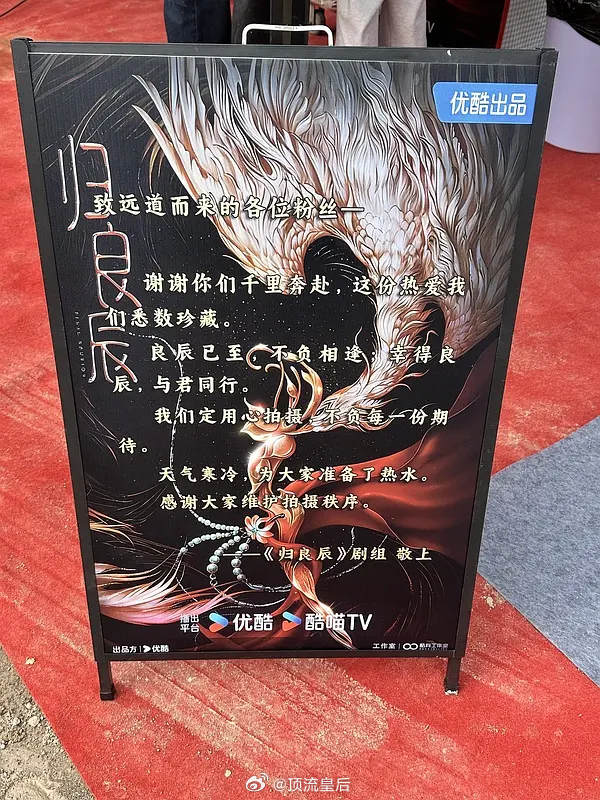 优酷出品
归良辰
致远道而来的各位粉丝—
谢谢你们千里奔赴，这份热爱我
们悉数珍藏。
良辰已至，不负相逢；幸得良
辰，与君同行。
我们定用心拍摄，不负每一份期
待。
天气寒冷，为大家准备了热水。
感谢大家维护拍摄秩序。
——《归良辰》剧组 敬上
播出平台 优酷 酷喵TV
出品方 优酷
工作室
TV
@顶流皇后